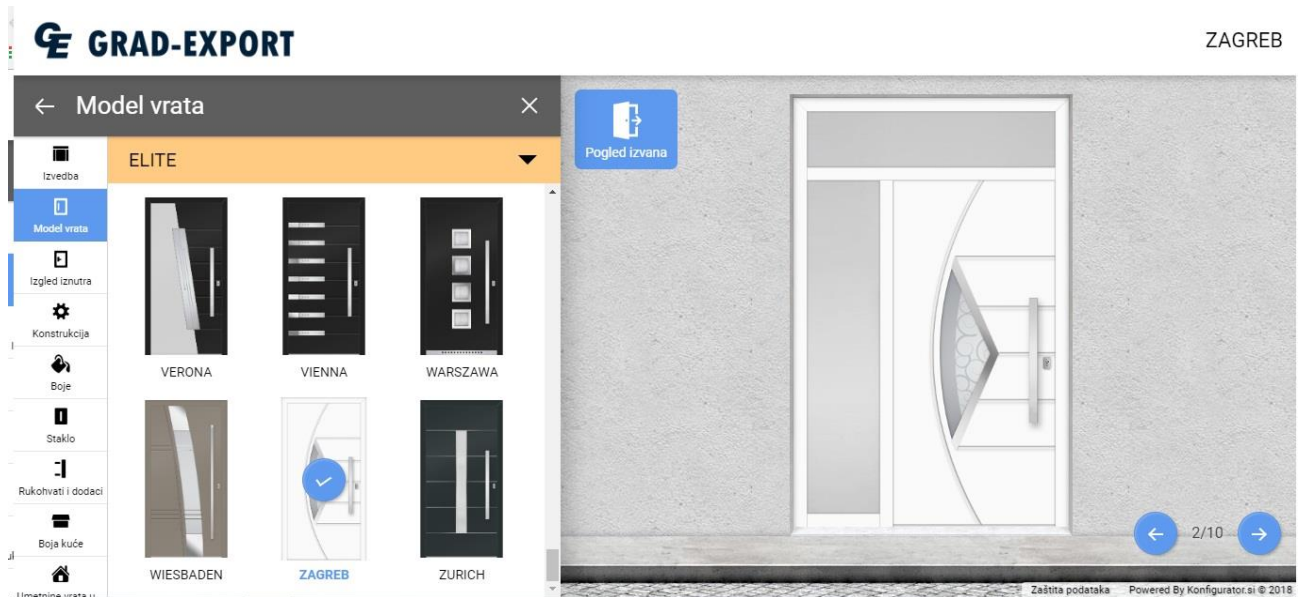 GE GRAD-EXPORT
ZAGREB
Model vrata
ELITE
Izvedba
Model vrata
Izgled iznutra
Konstrukcija
Boje
Staklo
Rukohvati i dodaci
Boja kuće
VERONA
VIENNA
WARSZAWA
WIESBADEN
ZAGREB
ZURICH
Pogled izvana
2/10
Zaštita podataka
Powered By Konfigurator.si © 2018